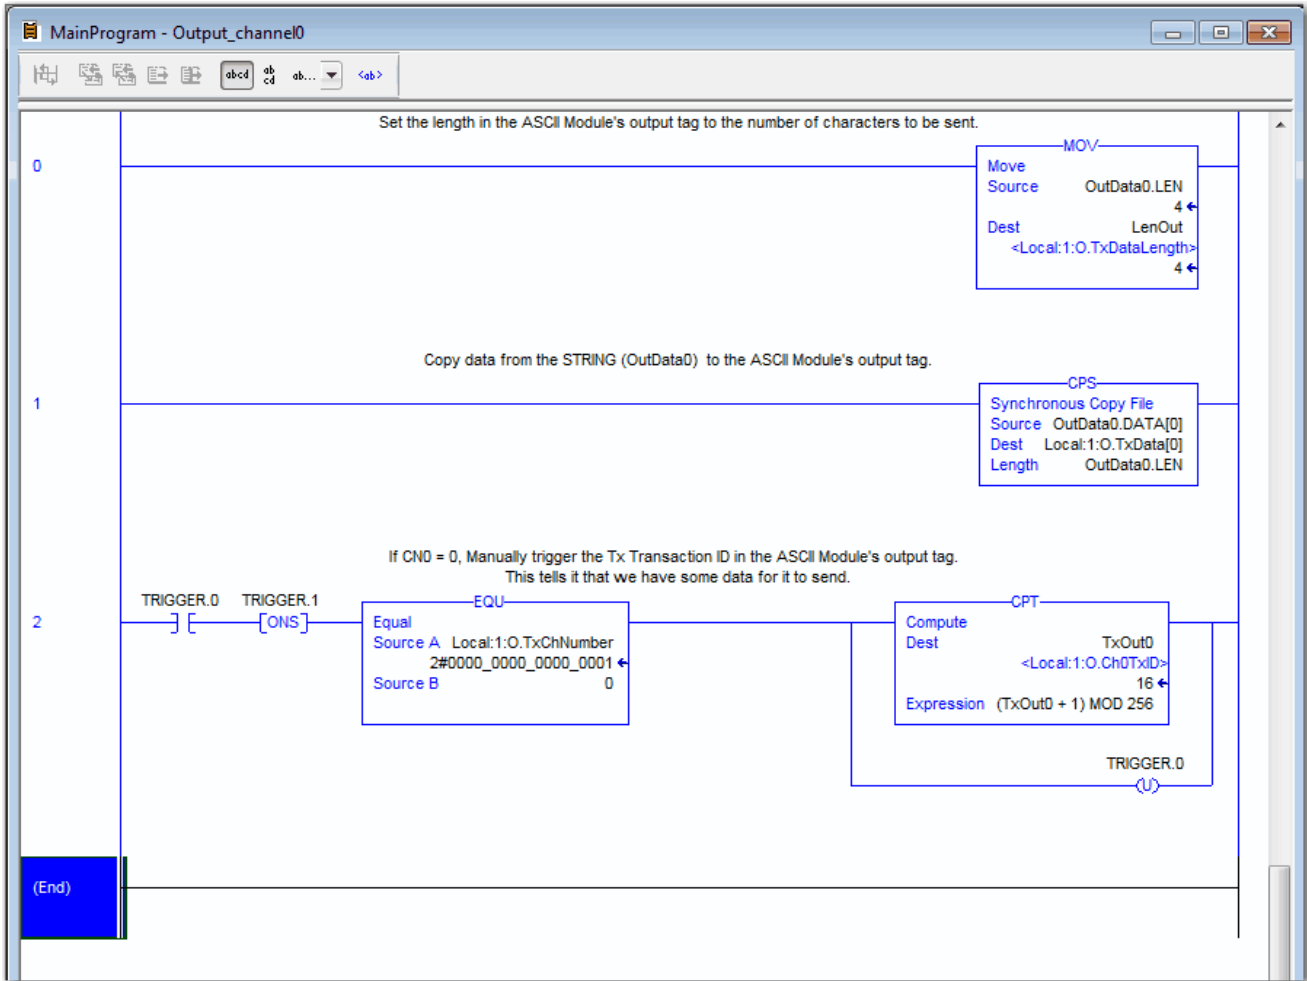 MainProgram - Output_channel0
abcd
ab
cd
ab...
<ab>
Set the length in the ASCII Module's output tag to the number of characters to be sent.
0
MOV
Move
Source OutData0.LEN
4
Dest LenOut
<Local:1:O.TxDataLength>
4
Copy data from the STRING (OutData0) to the ASCII Module's output tag.
1
CPS
Synchronous Copy File
Source OutData0.DATA[0]
Dest Local:1:O.TxData[0]
Length OutData0.LEN
If CN0 = 0, Manually trigger the Tx Transaction ID in the ASCII Module's output tag.
This tells it that we have some data for it to send.
2
TRIGGER.0
TRIGGER.1
ONS
EQU
Equal
Source A Local:1:O.TxChNumber
2#0000_0000_0000_0001
Source B 0
CPT
Compute
Dest TxOut0
<Local:1:O.Ch0TxID>
16
Expression (TxOut0 + 1) MOD 256
TRIGGER.0
U
(End)